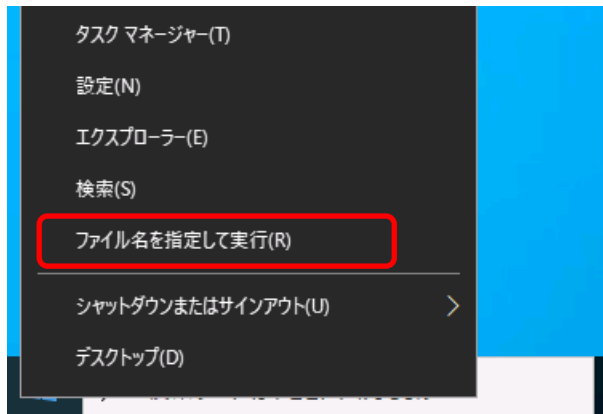 タスク マネージャー(T)
設定(N)
エクスプローラー(E)
検索(S)
ファイル名を指定して実行(R)
シャットダウンまたはサインアウト(U)
デスクトップ(D)